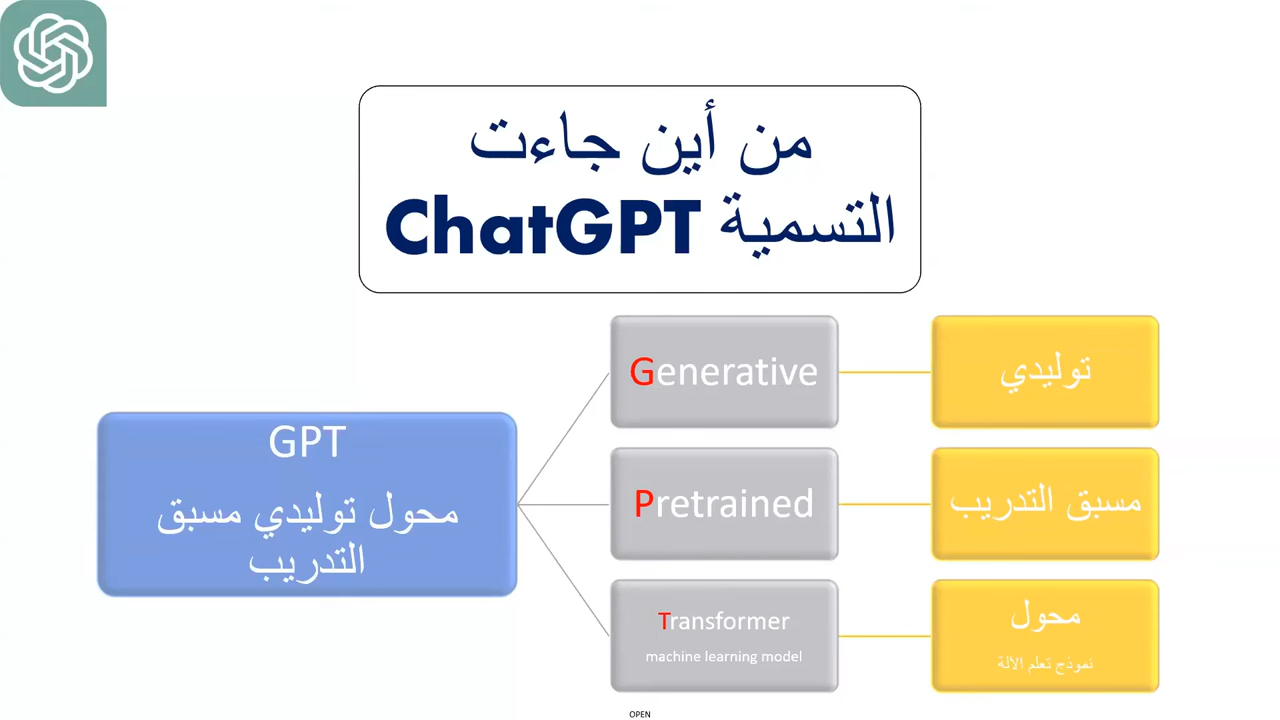 من أين جاءت
التسمية ChatGPT
GPT
محول توليدي مسبق
التدريب
Generative
توليدي
Pretrained
مسبق التدريب
Transformer
machine learning model
محول
نموذج تعلم الآلة
OPEN